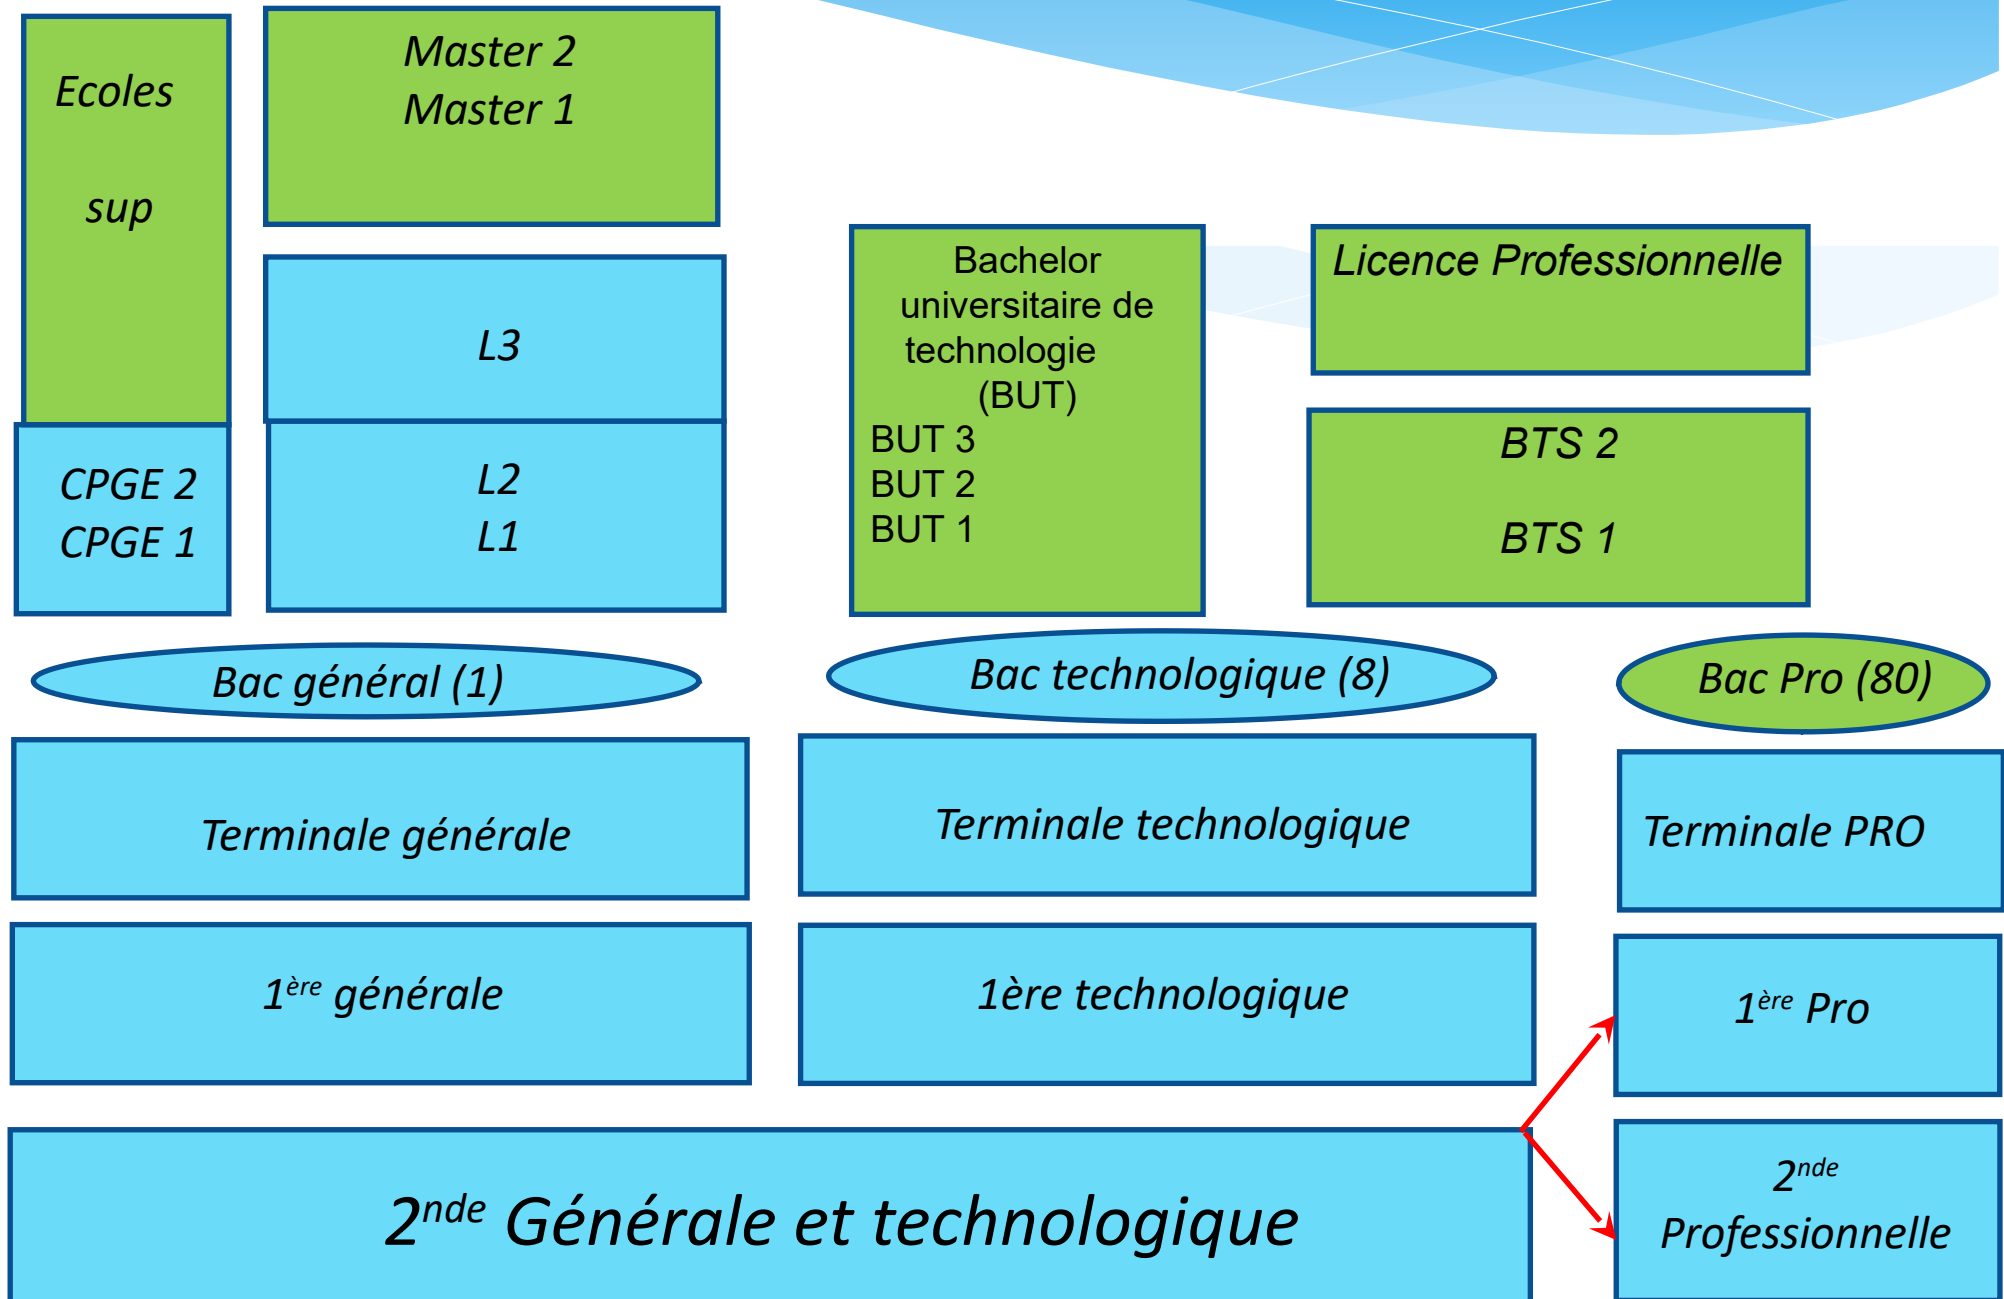 Ecoles
sup
Master 2
Master 1
L3
CPGE 2
CPGE 1
L2
L1
Bachelor
universitaire de
technologie
(BUT)
BUT 3
BUT 2
BUT 1
Licence Professionnelle
BTS 2
BTS 1
Bac général (1)
Bac technologique (8)
Bac Pro (80)
Terminale générale
Terminale technologique
Terminale PRO
1ère générale
1ère technologique
1ère Pro
2nde Générale et technologique
2nde
Professionnelle